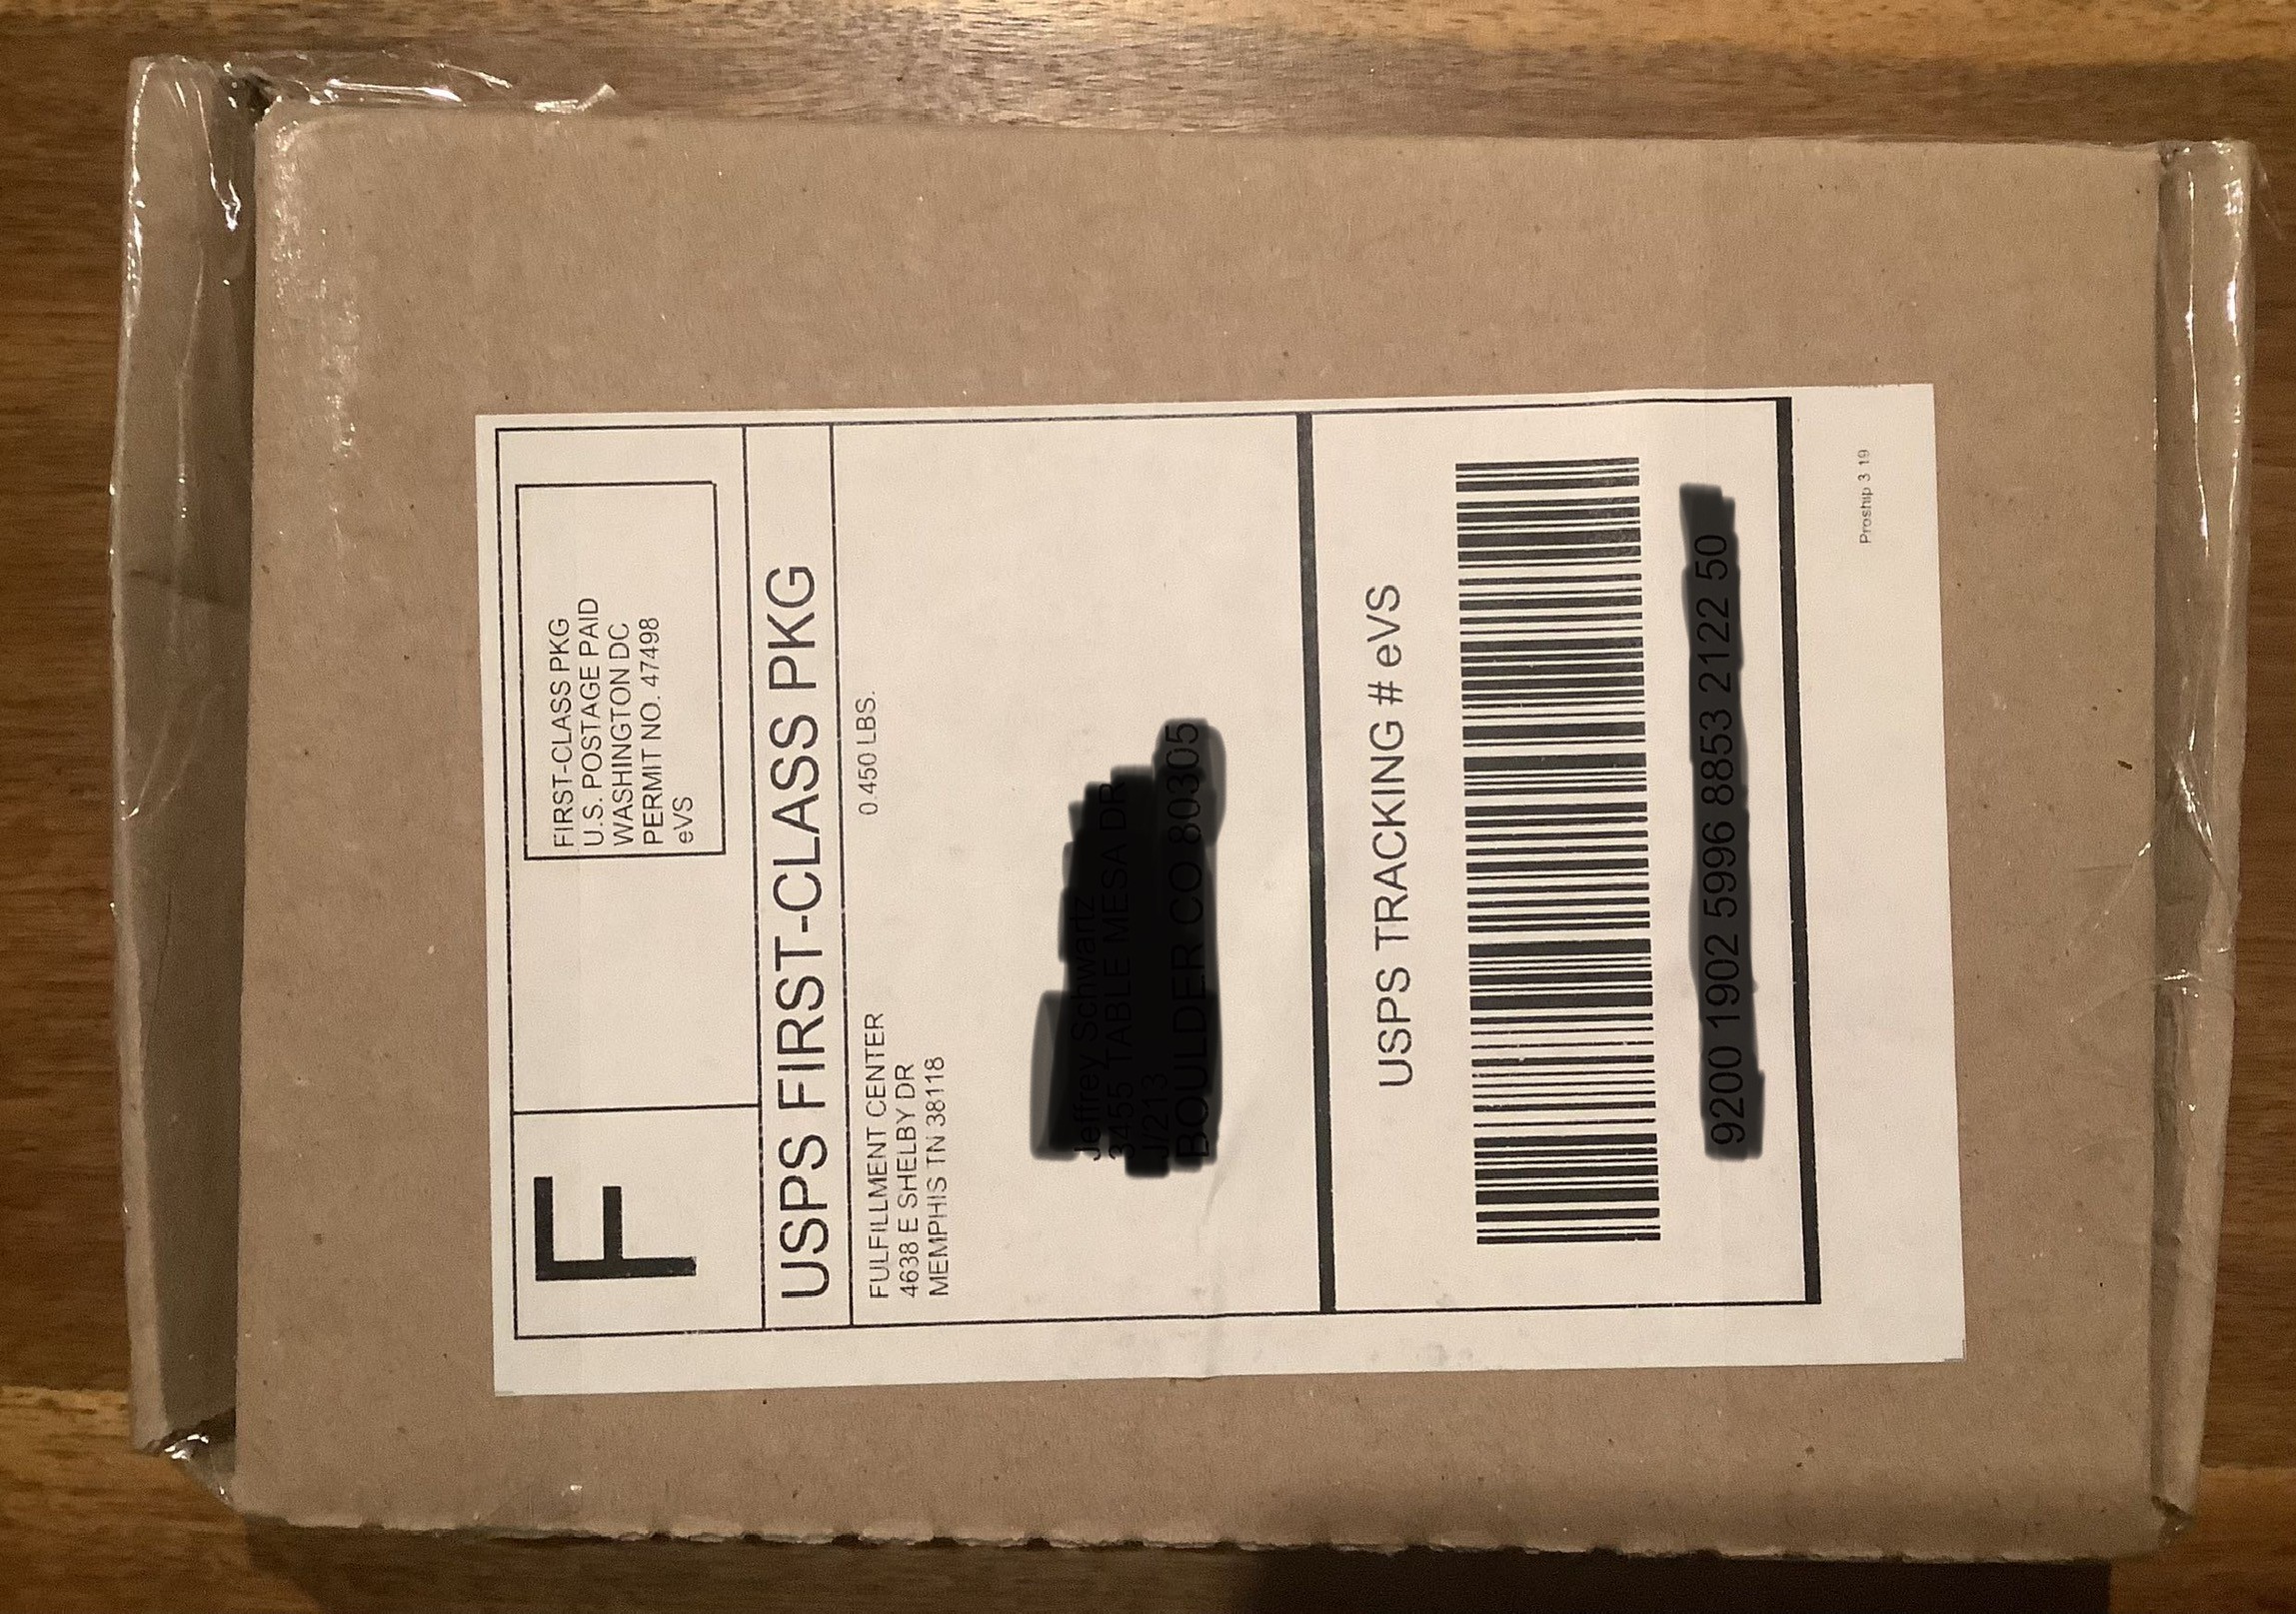 FIRST-CLASS PKG
U.S. POSTAGE PAID
WASHINGTON DC
PERMIT NO. 47498
eVS
F
USPS FIRST-CLASS PKG
0.450 LBS.
FULFILLMENT CENTER
4638 E SHELBY DR
MEMPHIS TN 38118
USPS TRACKING # eVS
Proship 3 19